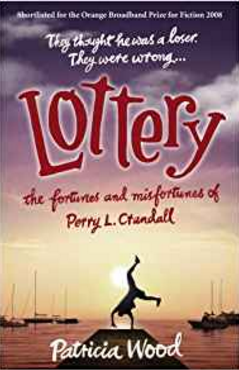 Shortlisted for the Orange Broadband Prize for Fiction 2008
They thought he was a loser.
They were wrong...
Lottery
the fortunes and misfortunes of
Perry L. Crandall
Patricia Wood